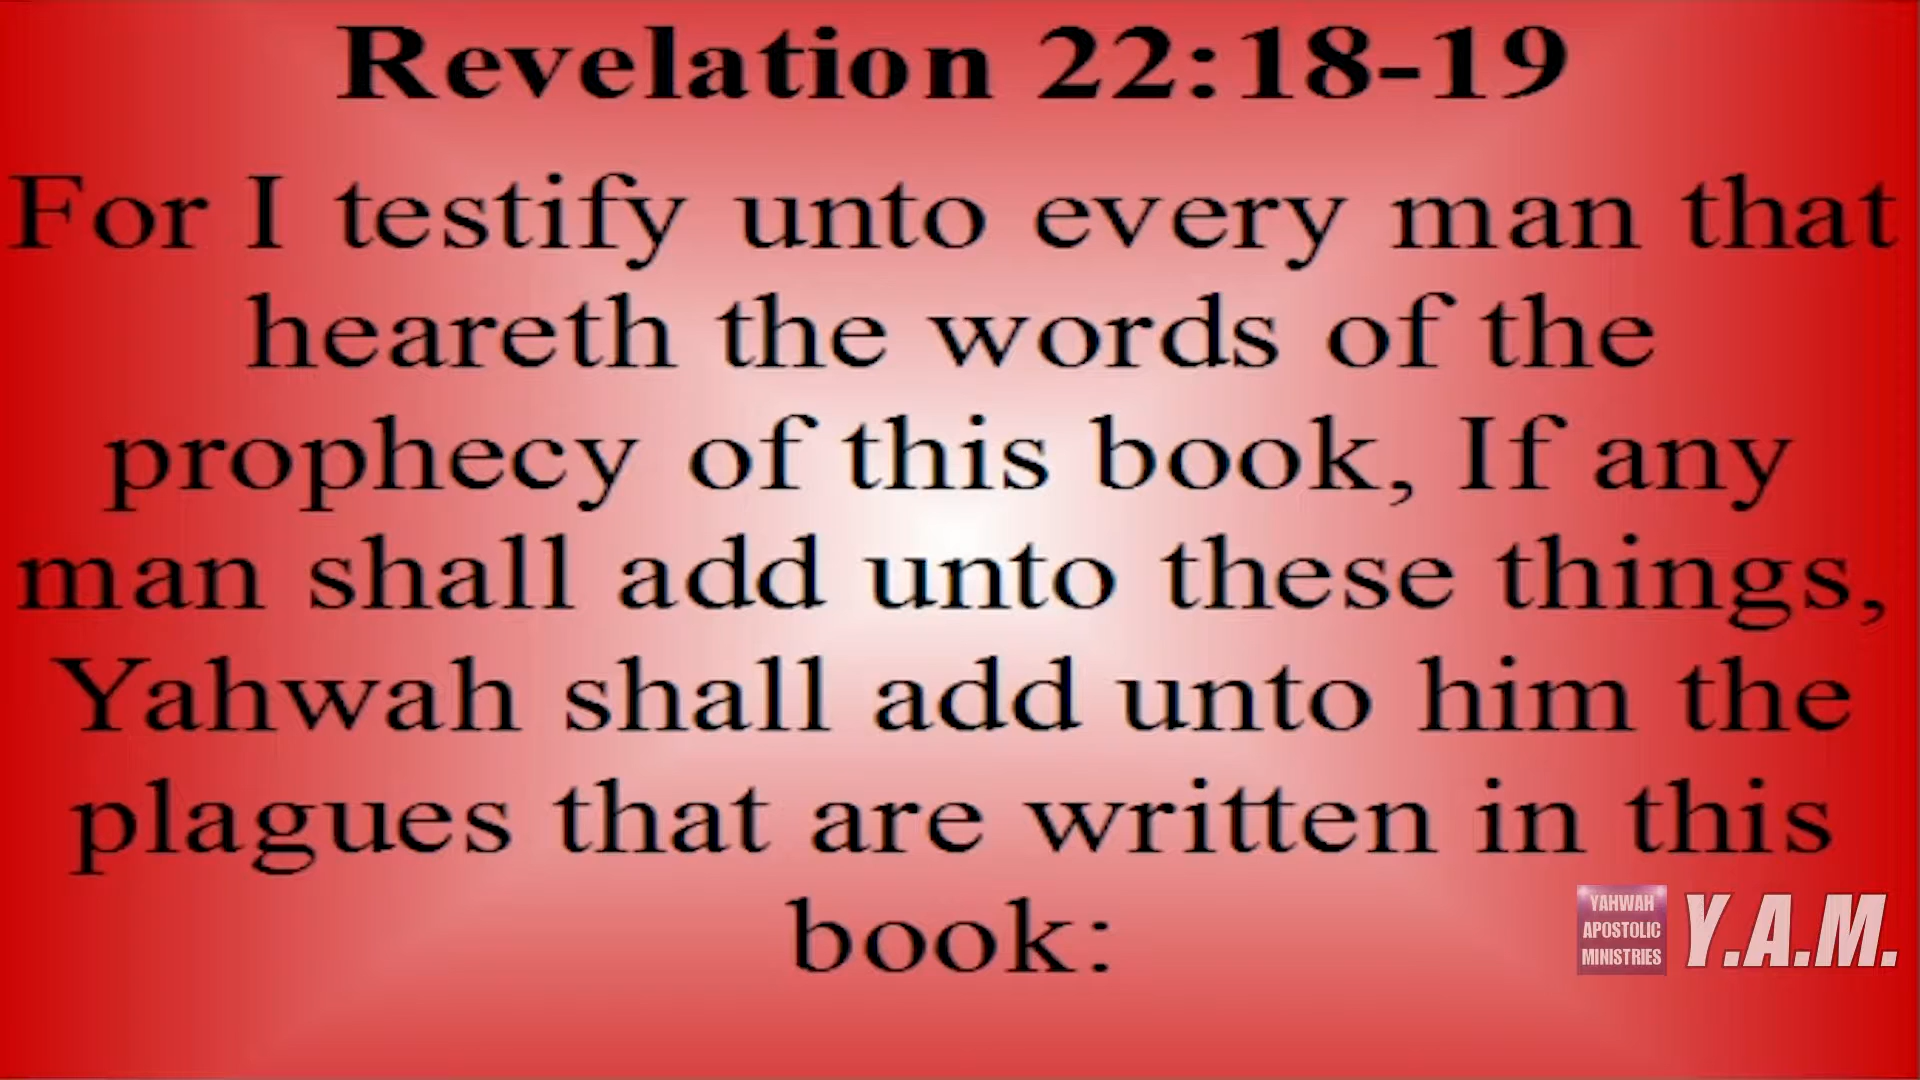 Revelation 22:18-19
For I testify unto every man that
heareth the words of the
prophecy of this book, If any
man shall add unto these things,
Yahwah shall add unto him the
plagues that are written in this
book:
YAHWAH
APOSTOLIC
MINISTRIES
Y.A.M.